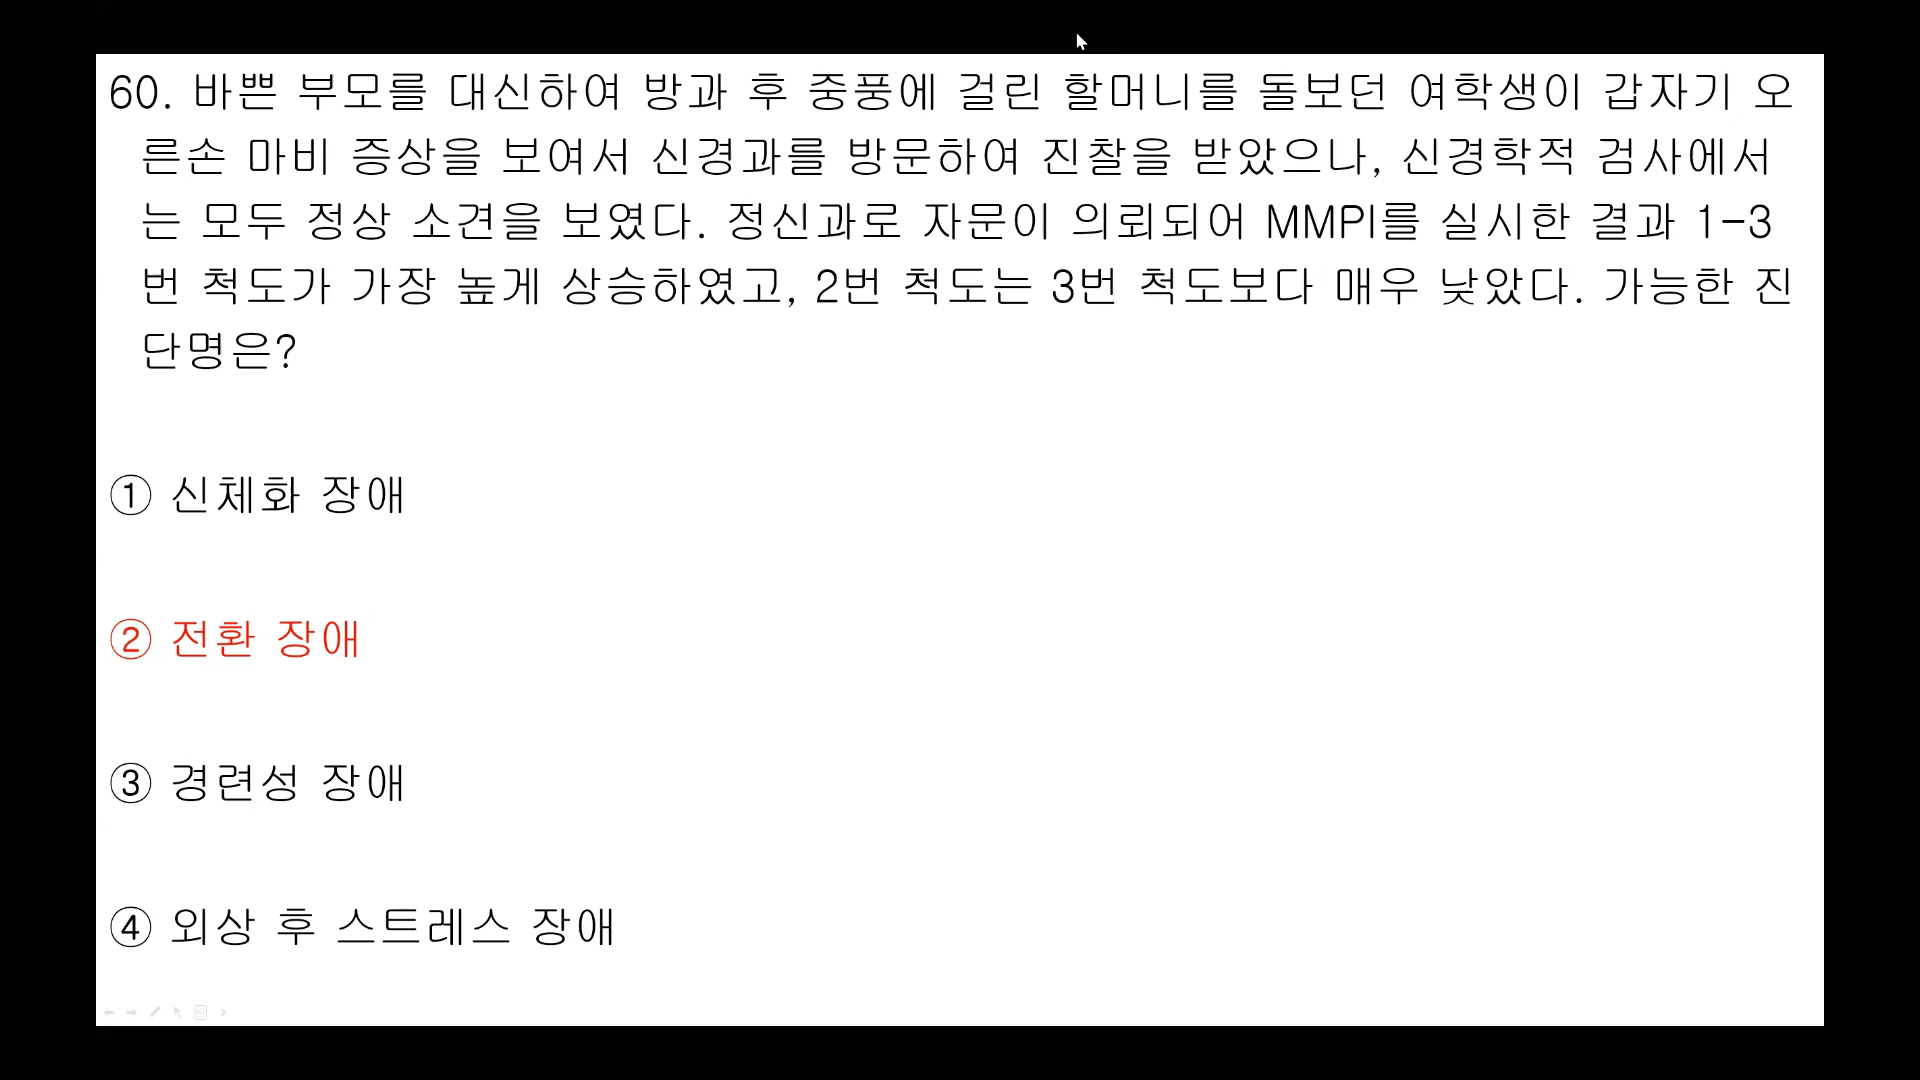 60. 바쁜 부모를 대신하여 방과 후 중풍에 걸린 할머니를 돌보던 여학생이 갑자기 오
른손 마비 증상을 보여서 신경과를 방문하여 진찰을 받았으나, 신경학적 검사에서
는 모두 정상 소견을 보였다. 정신과로 자문이 의뢰되어 MMPI를 실시한 결과 1-3
번 척도가 가장 높게 상승하였고, 2번 척도는 3번 척도보다 매우 낮았다. 가능한 진
단명은?
① 신체화 장애
② 전환 장애
③ 경련성 장애
④ 외상 후 스트레스 장애